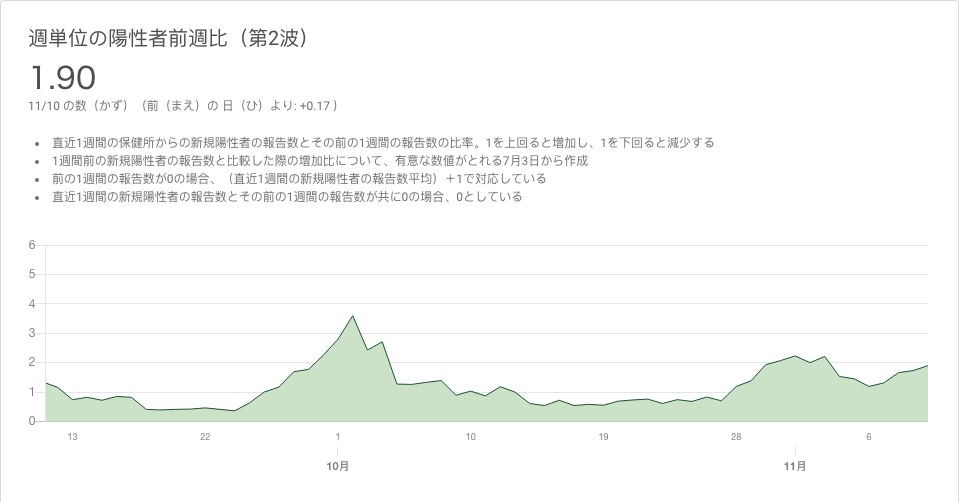 週単位の陽性者前週比（第2波）
1.90
11/10 の数（かず）（前（まえ）の 日（ひ）より: +0.17 ）
• 直近1週間の保健所からの新規陽性者の報告数とその前の1週間の報告数の比率。1を上回ると増加し、1を下回ると減少する
• 1週間前の新規陽性者の報告数と比較した際の増加比について、有意な数値がとれる7月3日から作成
• 前の1週間の報告数が0の場合、（直近1週間の新規陽性者の報告数平均）＋1で対応している
• 直近1週間の新規陽性者の報告数とその前の1週間の報告数が共に0の場合、0としている
6
5
4
3
2
1
0
13 22 1 10 19 28 6
10月 11月